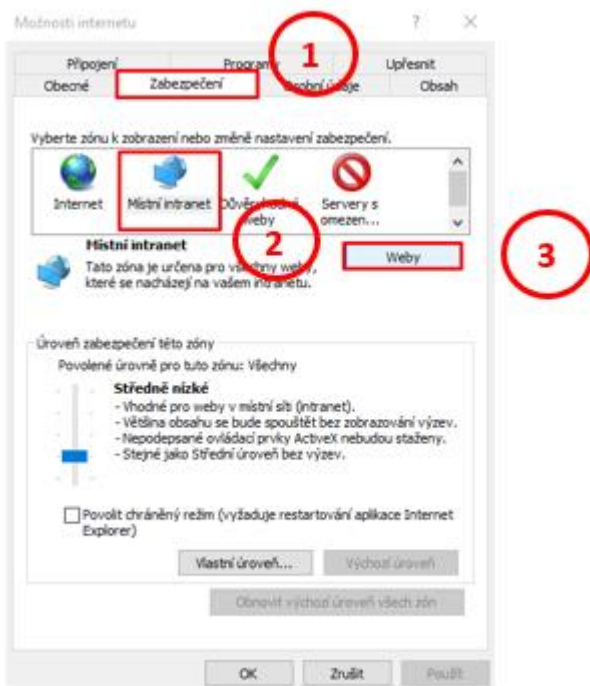 Možnosti internetu ? ×
Připojení Programy Upřesnit
1
Obecné Zabezpečení Osobní údaje Obsah
Vyberte zónu k zobrazení nebo změně nastavení zabezpečení.
Internet Místní intranet Důvěryhodné Servery s
weby omezen...
2
3
Místní intranet
Weby
Tato zóna je určena pro všechny weby,
které se nacházejí na vašem intranetu.
Úroveň zabezpečení této zóny
Povolené úrovně pro tuto zónu: Všechny
Středně nízké
- Vhodné pro weby v místní síti (intranet).
- Většina obsahu se bude spouštět bez zobrazování výzev.
- Nepodepsané ovládací prvky ActiveX nebudou staženy.
- Stejné jako Střední úroveň bez výzev.
Povolit chráněný režim (vyžaduje restartování aplikace Internet
Explorer)
Vlastní úroveň... Výchozí úroveň
Obnovit výchozí úroveň všech zón
OK Zrušit Použít